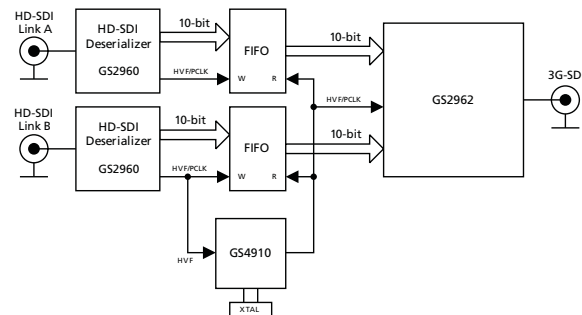 HD-SDI
Link A
HD-SDI
Deserializer
GS2960
10-bit
HVF/PCLK
FIFO
W
R
10-bit
HVF/PCLK
GS2962
3G-SD
HD-SDI
Link B
HD-SDI
Deserializer
GS2960
10-bit
HVF/PCLK
FIFO
W
R
10-bit
HVF
GS4910
XTAL